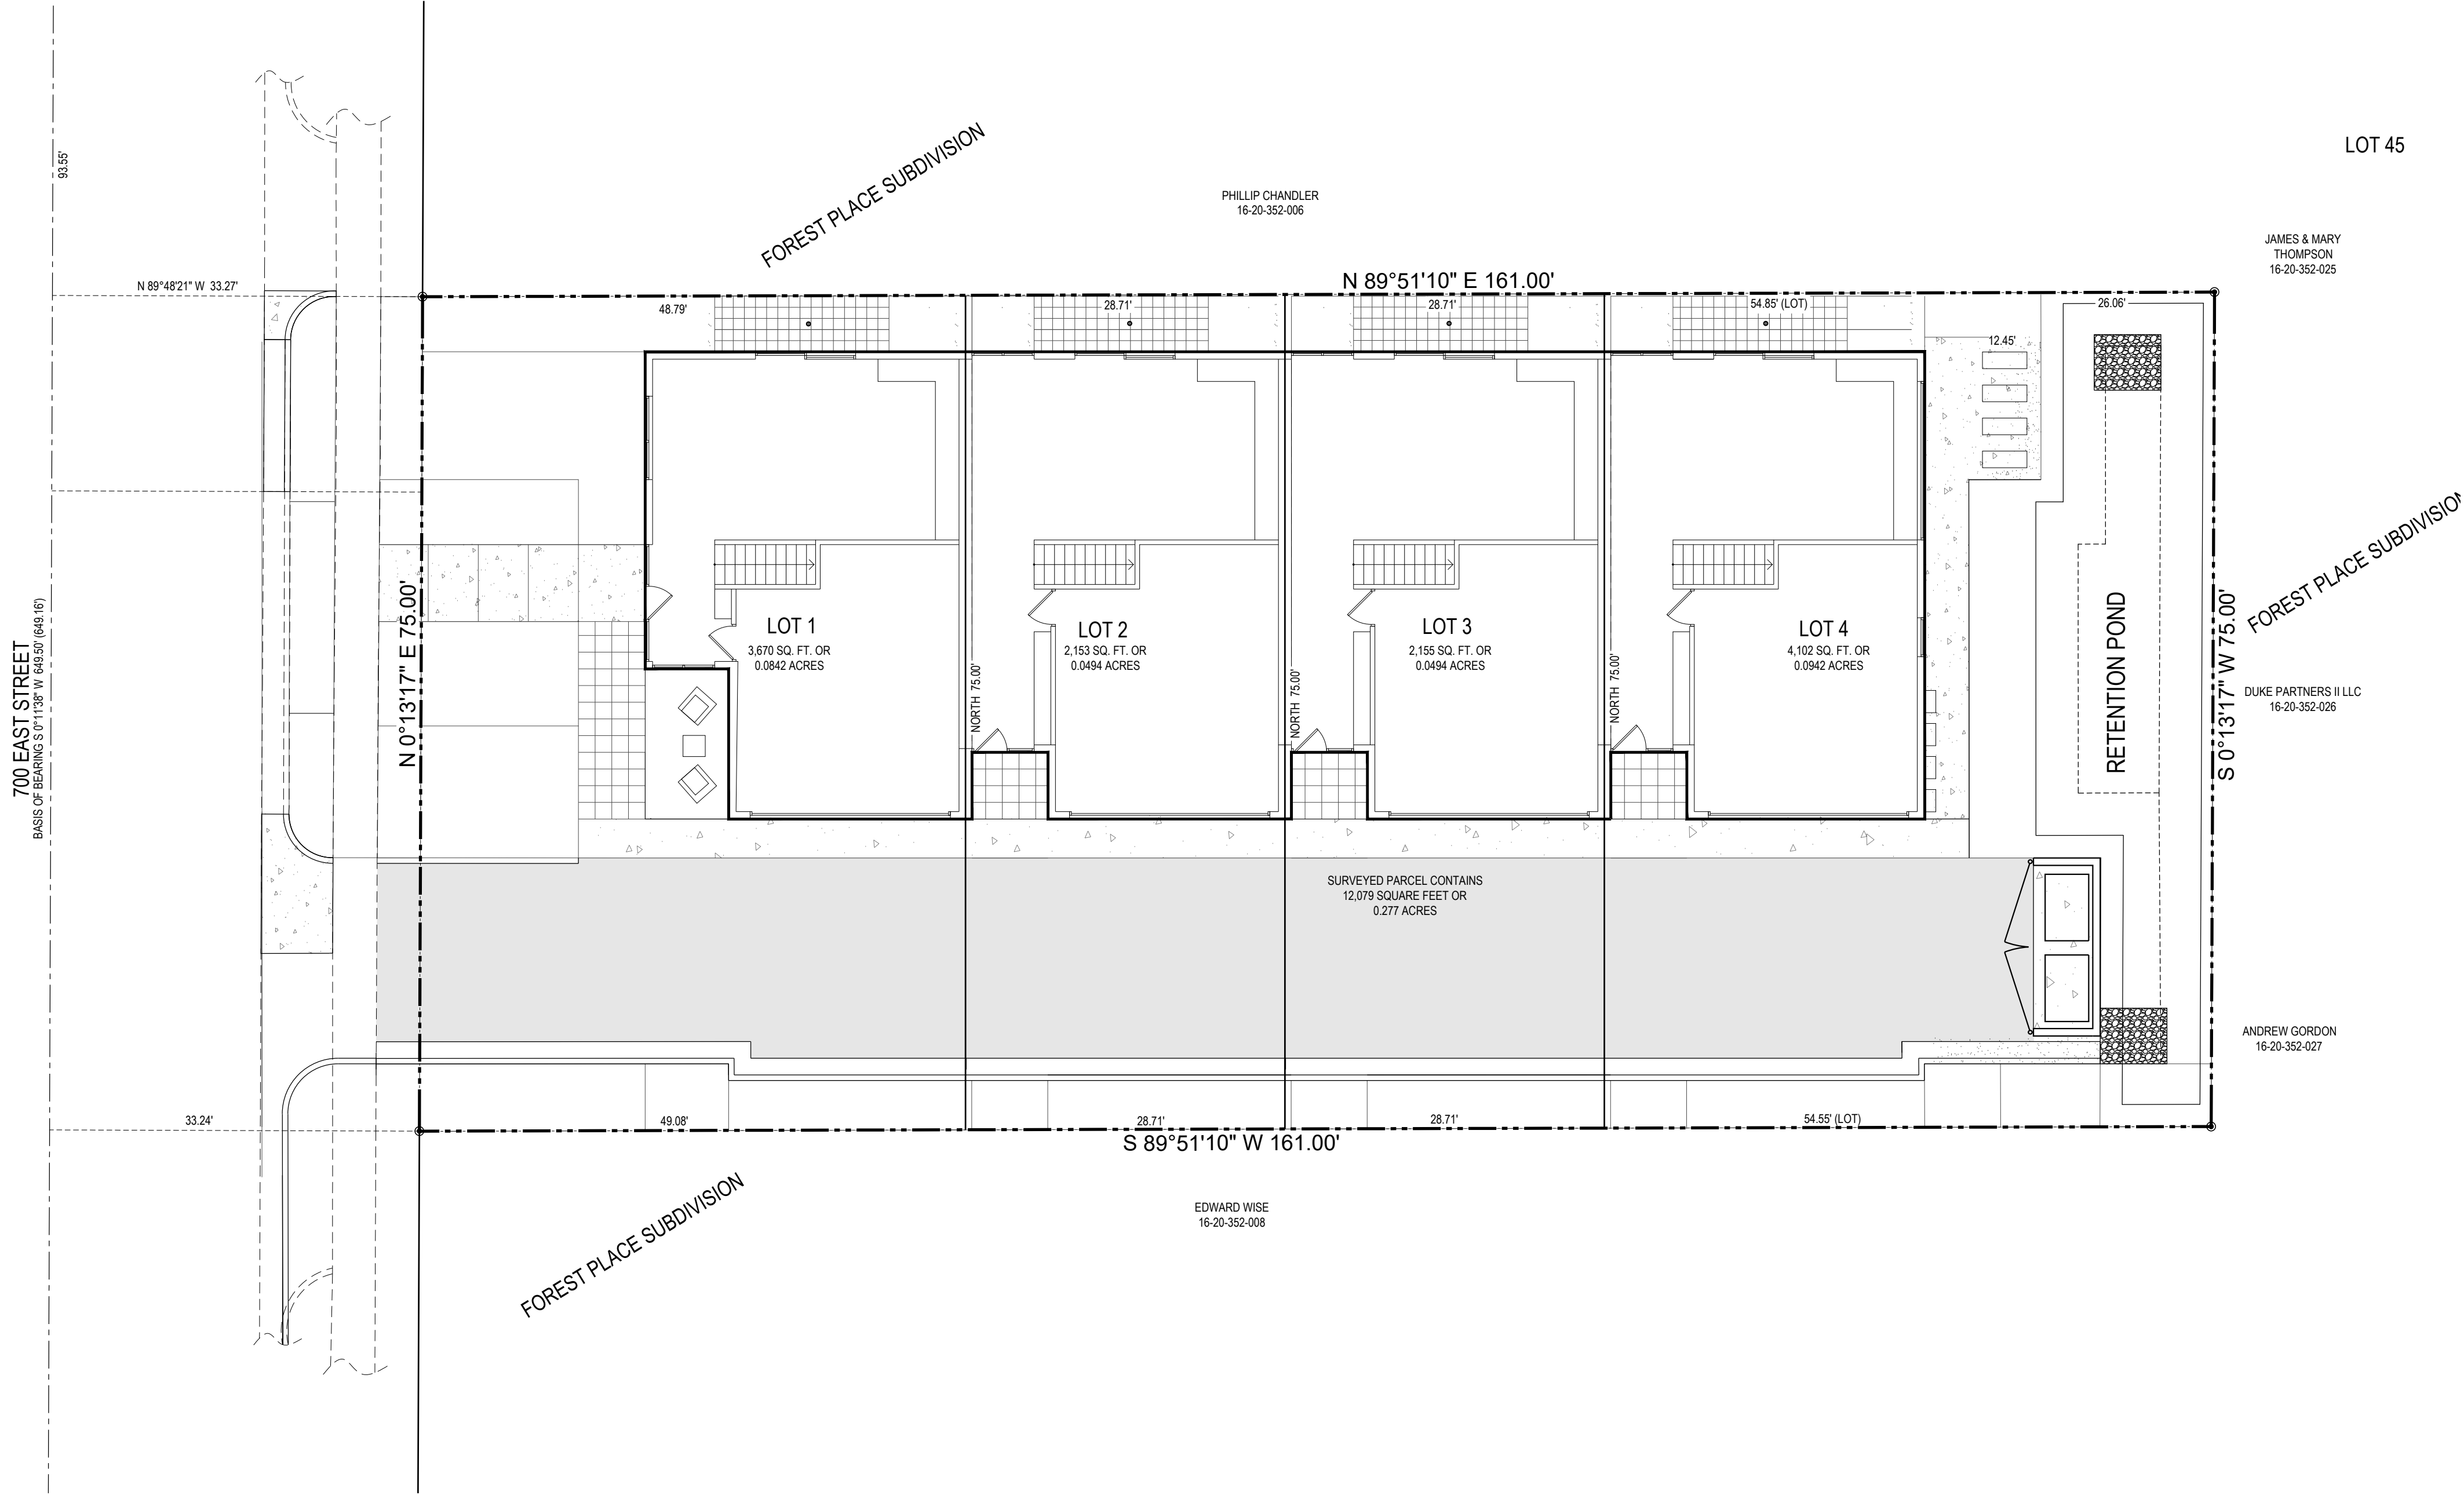 93.55'
LOT 45
FOREST PLACE SUBDIVISION
PHILLIP CHANDLER
16-20-352-006
JAMES & MARY
THOMPSON
16-20-352-025
N 89°48'21" W 33.27'
N 89°51'10" E 161.00'
48.79'
28.71'
28.71'
54.85' (LOT)
26.06'
12.45'
FOREST PLACE SUBDIVISION
700 EAST STREET
BASIS OF BEARING S 0°11'38" W 649.50' (649.16')
N 0°13'17" E 75.00'
LOT 1
3,670 SQ. FT. OR
0.0842 ACRES
NORTH 75.00'
LOT 2
2,153 SQ. FT. OR
0.0494 ACRES
NORTH 75.00'
LOT 3
2,155 SQ. FT. OR
0.0494 ACRES
NORTH 75.00'
LOT 4
4,102 SQ. FT. OR
0.0942 ACRES
RETENTION POND
S 0°13'17" W 75.00'
DUKE PARTNERS II LLC
16-20-352-026
SURVEYED PARCEL CONTAINS
12,079 SQUARE FEET OR
0.277 ACRES
ANDREW GORDON
16-20-352-027
33.24'
49.08'
28.71'
28.71'
54.55' (LOT)
S 89°51'10" W 161.00'
FOREST PLACE SUBDIVISION
EDWARD WISE
16-20-352-008